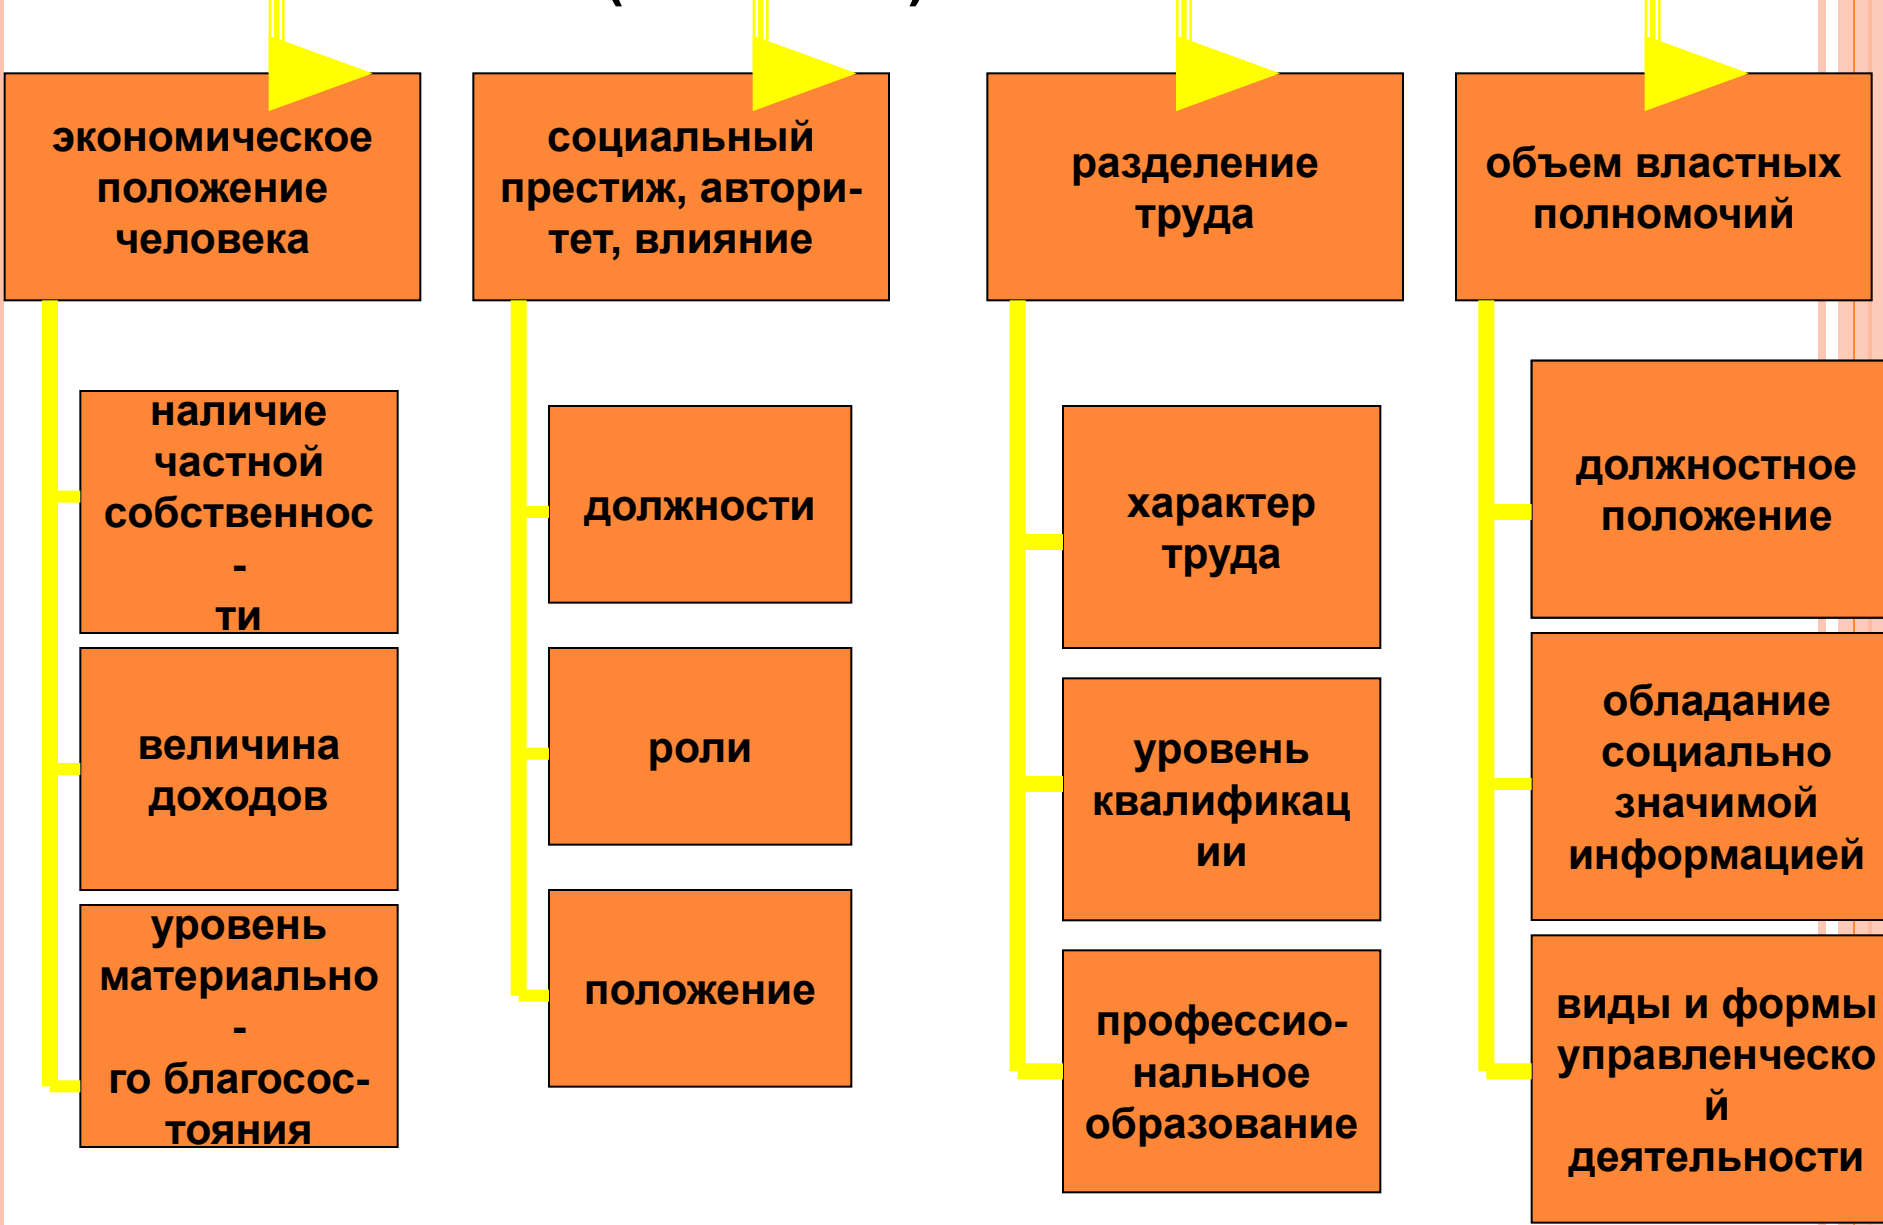 экономическое
положение
человека
социальный
престиж, автори-
тет, влияние
разделение
труда
объем властных
полномочий
наличие
частной
собственнос
-
ти
величина
доходов
уровень
материально
-
го благосос-
тояния
должности
роли
положение
характер
труда
уровень
квалификац
ии
профессио-
нальное
образование
должностное
положение
обладание
социально
значимой
информацией
виды и формы
управленческо
й
деятельности